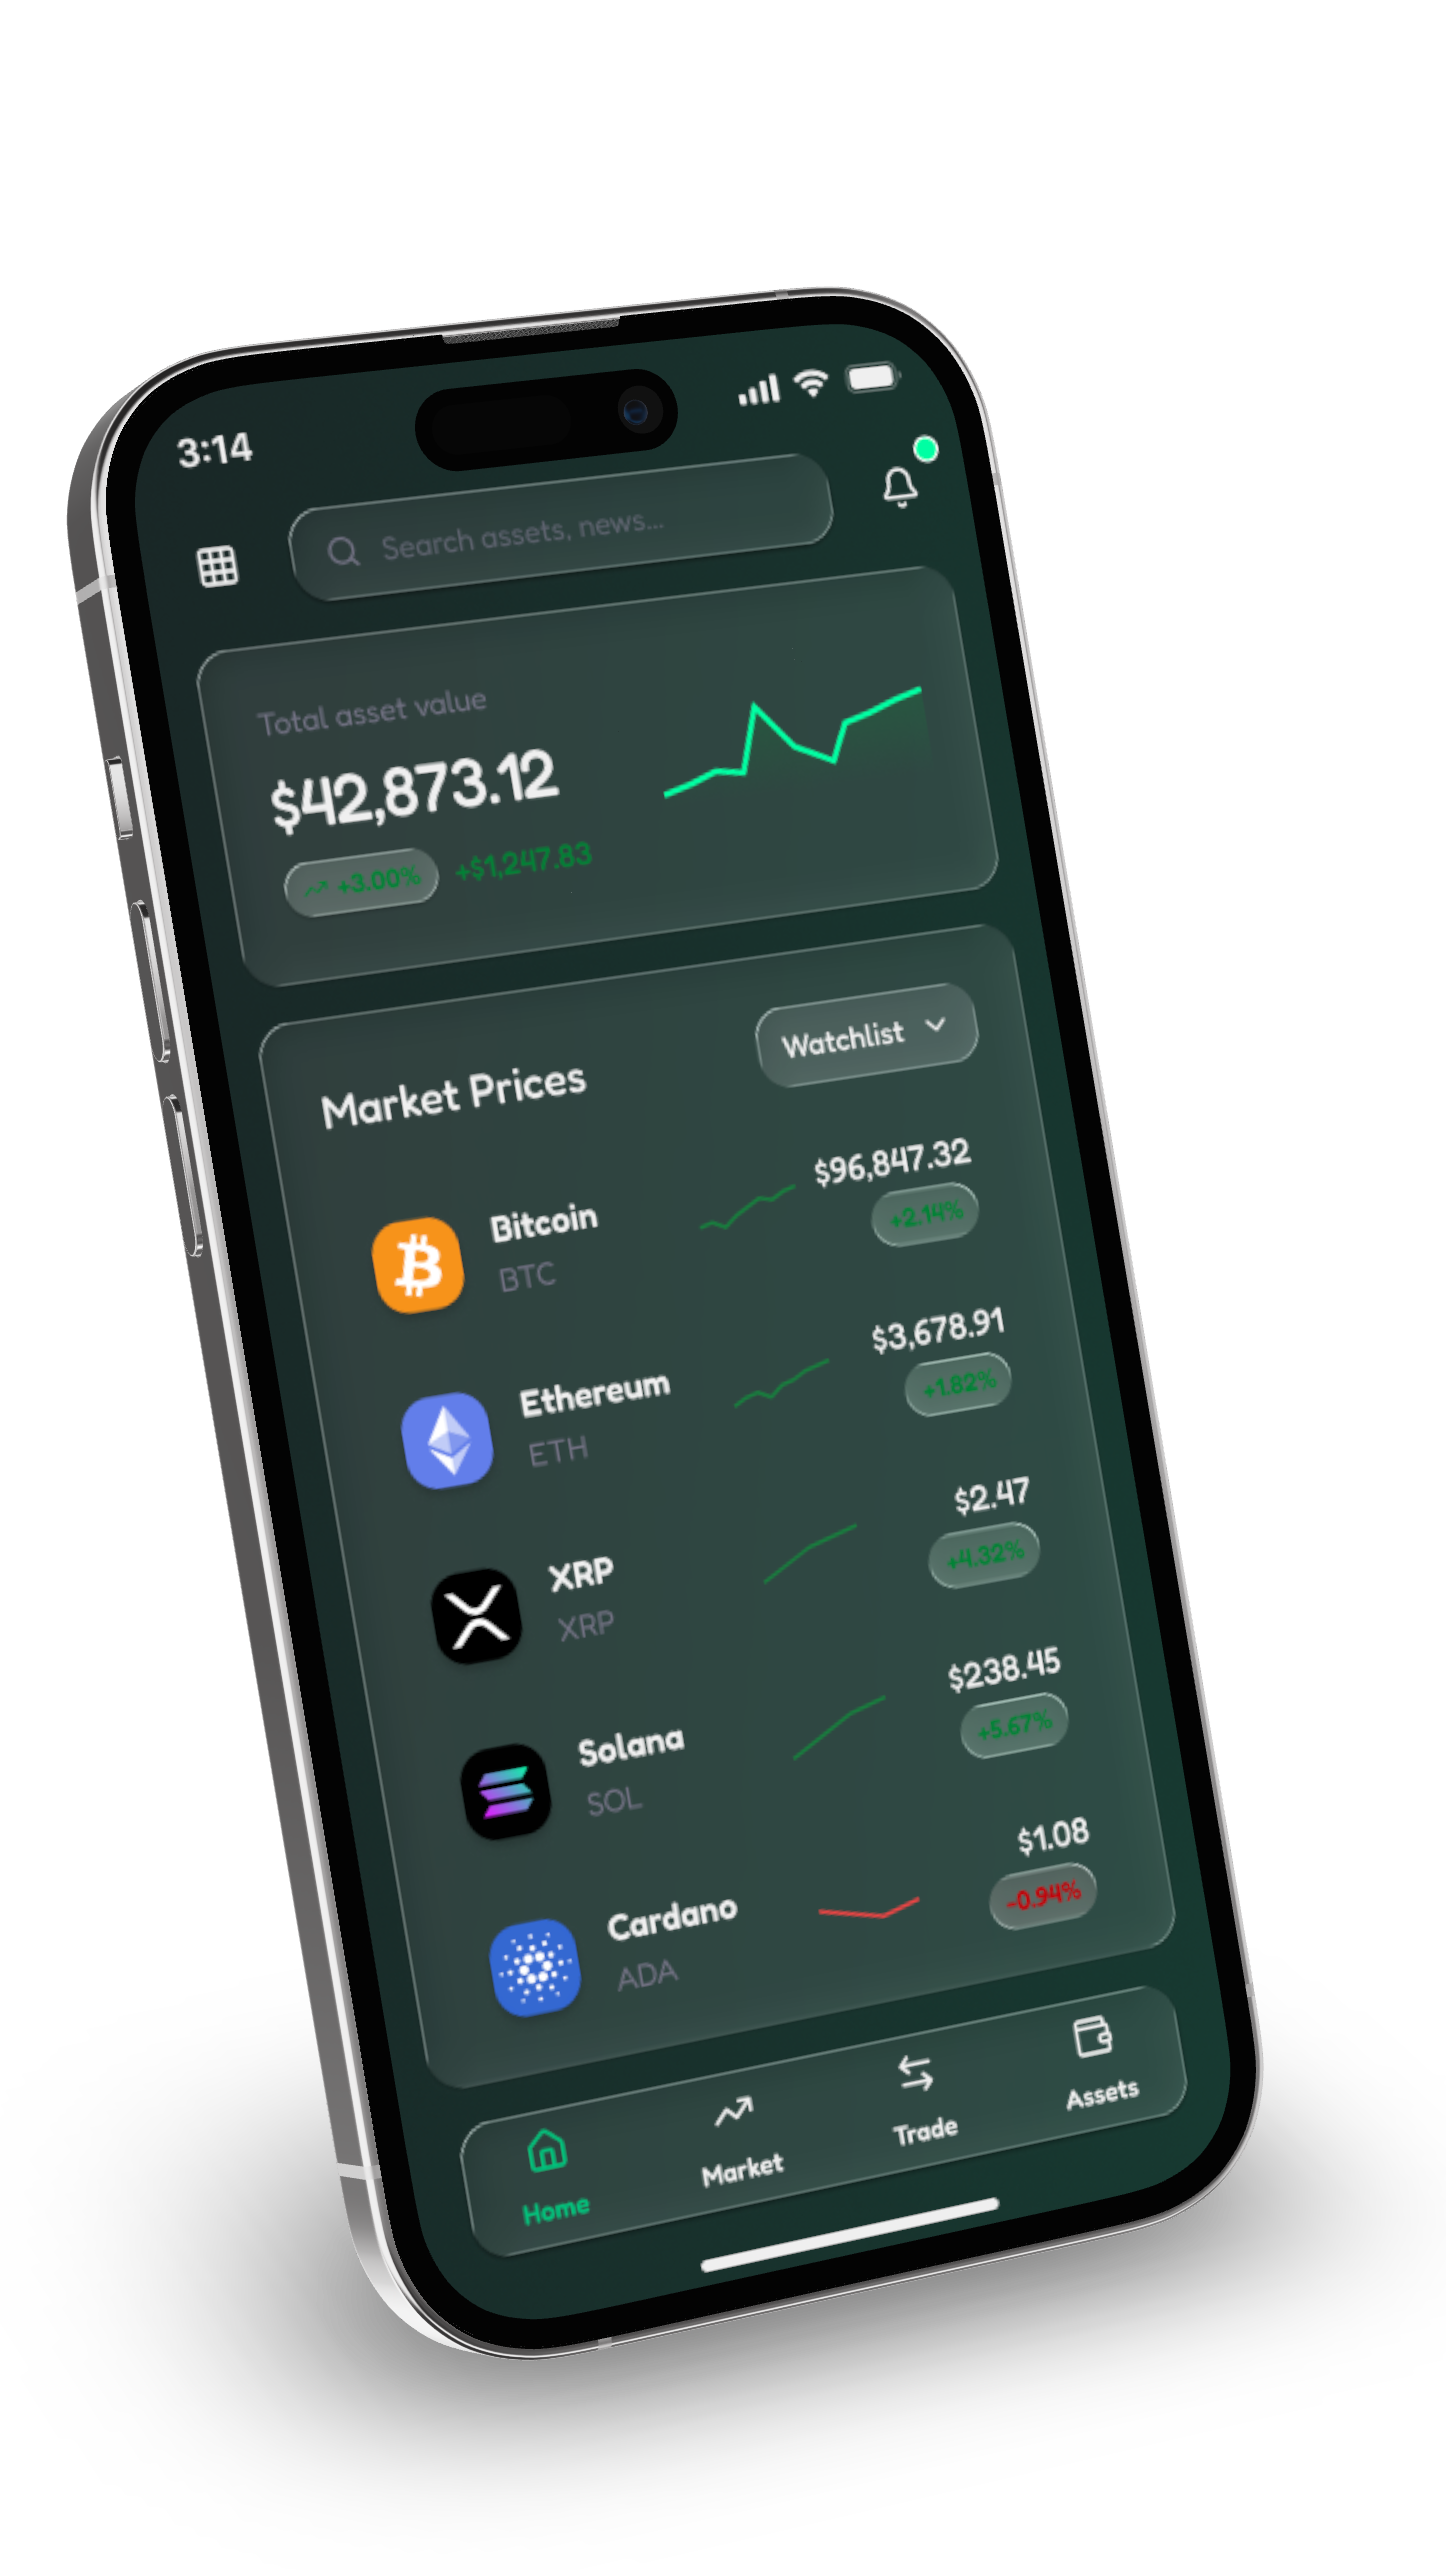 3:14
Search assets, news...
Total asset value
$42,873.12
+3.00% +$1,247.83
Market Prices
Watchlist
Bitcoin
BTC
$96,847.32
+2.14%
Ethereum
ETH
$3,678.91
+1.82%
XRP
XRP
$2.47
+4.32%
Solana
SOL
$238.45
+5.67%
Cardano
ADA
$1.08
-0.94%
Home
Market
Trade
Assets